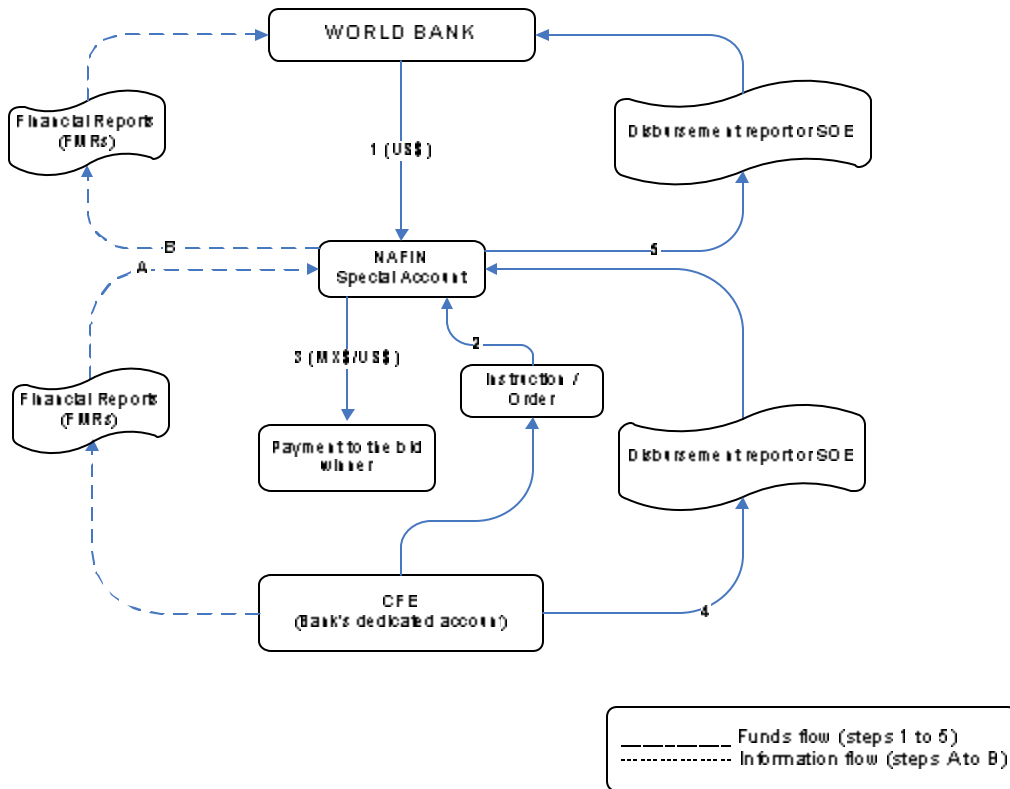 WORLD BANK
Financial Reports
(FMRs)
Disbursement report or SOE
1 (US$)
B
5
A
NAFIN
Special Account
3 (MX$/US$)
2
Instruction /
Order
Financial Reports
(FMRs)
Payment to the bid
winner
Disbursement report or SOE
CFE
(Bank's dedicated account)
4
Funds flow (steps 1 to 5)
Information flow (steps A to B)